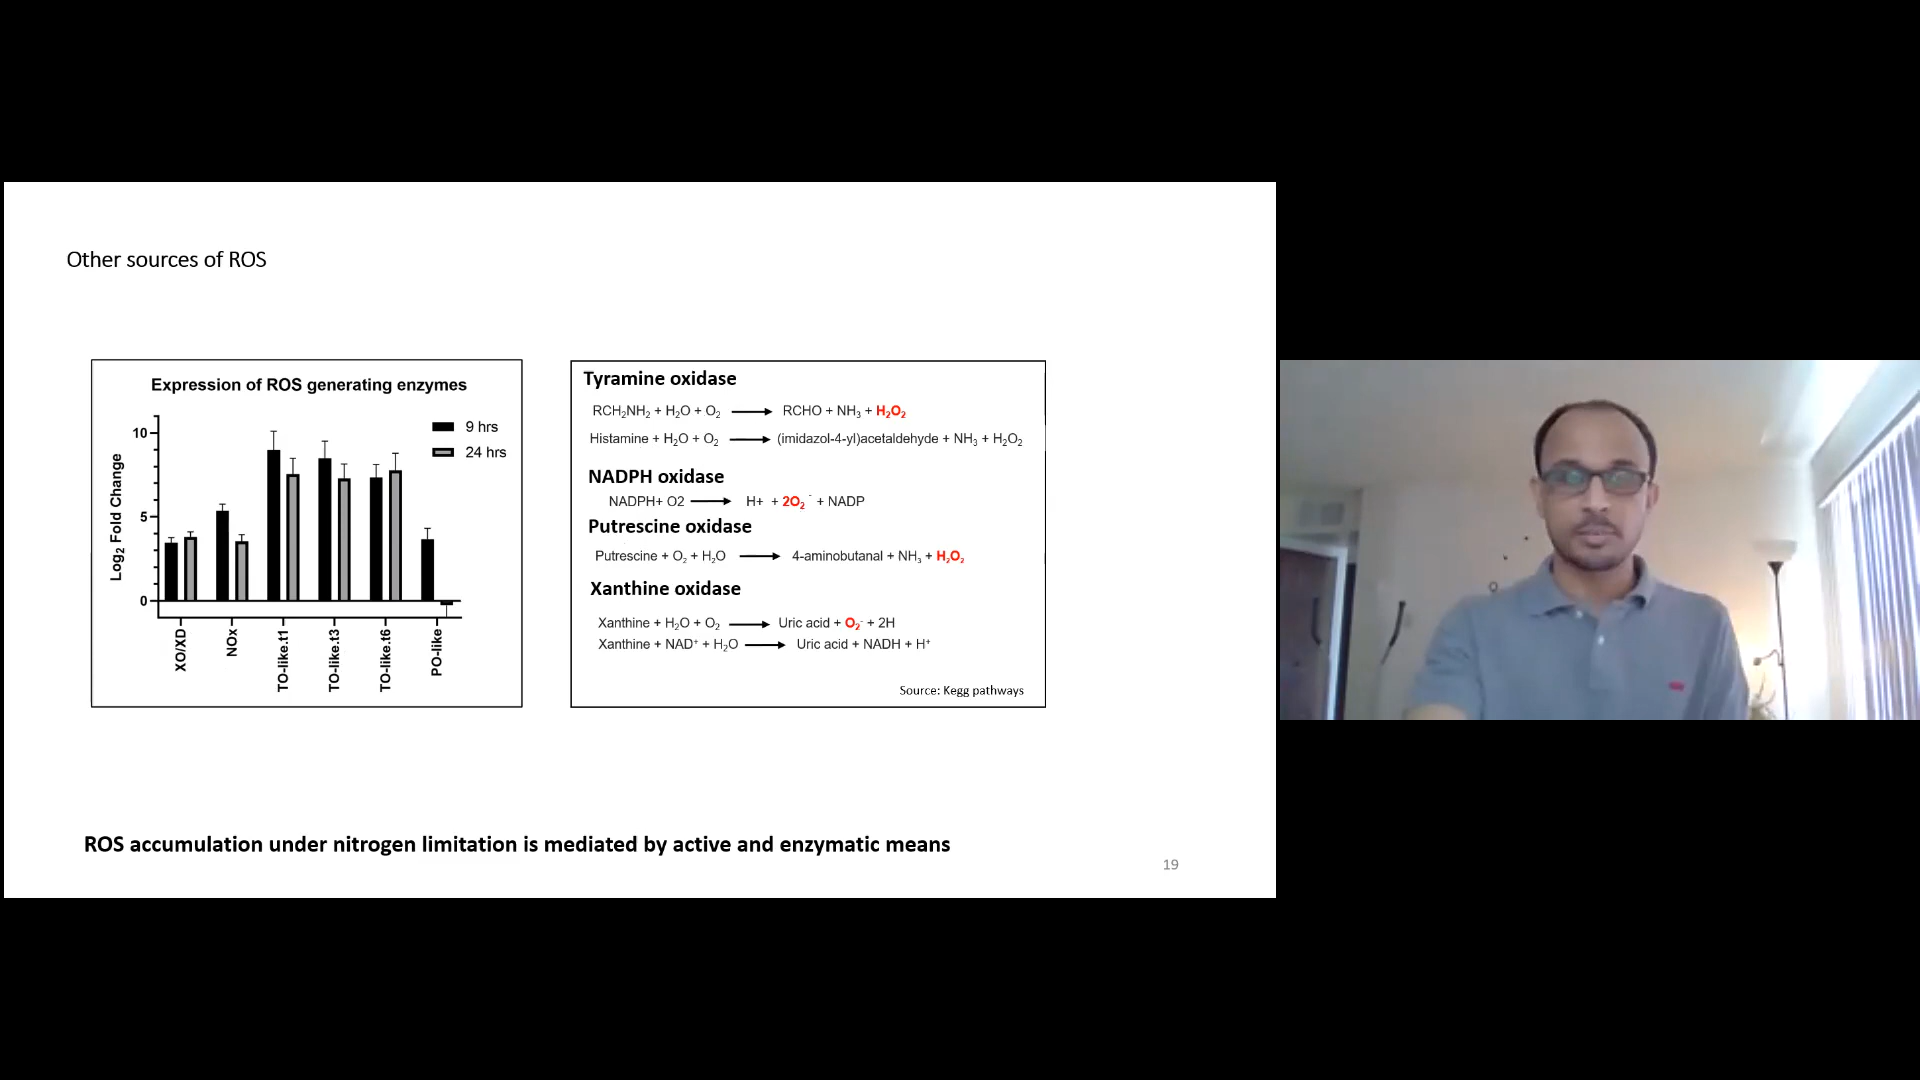 Other sources of ROS
Expression of ROS generating enzymes
Log₂ Fold Change
10
5
0
9 hrs
24 hrs
XO/XD
NOx
TO-like.t1
TO-like.t3
TO-like.t6
PO-like
Tyramine oxidase
RCH₂NH₂ + H₂O + O₂ → RCHO + NH₃ + H₂O₂
Histamine + H₂O + O₂ → (imidazol-4-yl)acetaldehyde + NH₃ + H₂O₂
NADPH oxidase
NADPH+ O2 → H+ + 2O₂⁻ + NADP
Putrescine oxidase
Putrescine + O₂ + H₂O → 4-aminobutanal + NH₃ + H₂O₂
Xanthine oxidase
Xanthine + H₂O + O₂ → Uric acid + O₂⁻ + 2H
Xanthine + NAD⁺ + H₂O → Uric acid + NADH + H⁺
Source: Kegg pathways
ROS accumulation under nitrogen limitation is mediated by active and enzymatic means
19